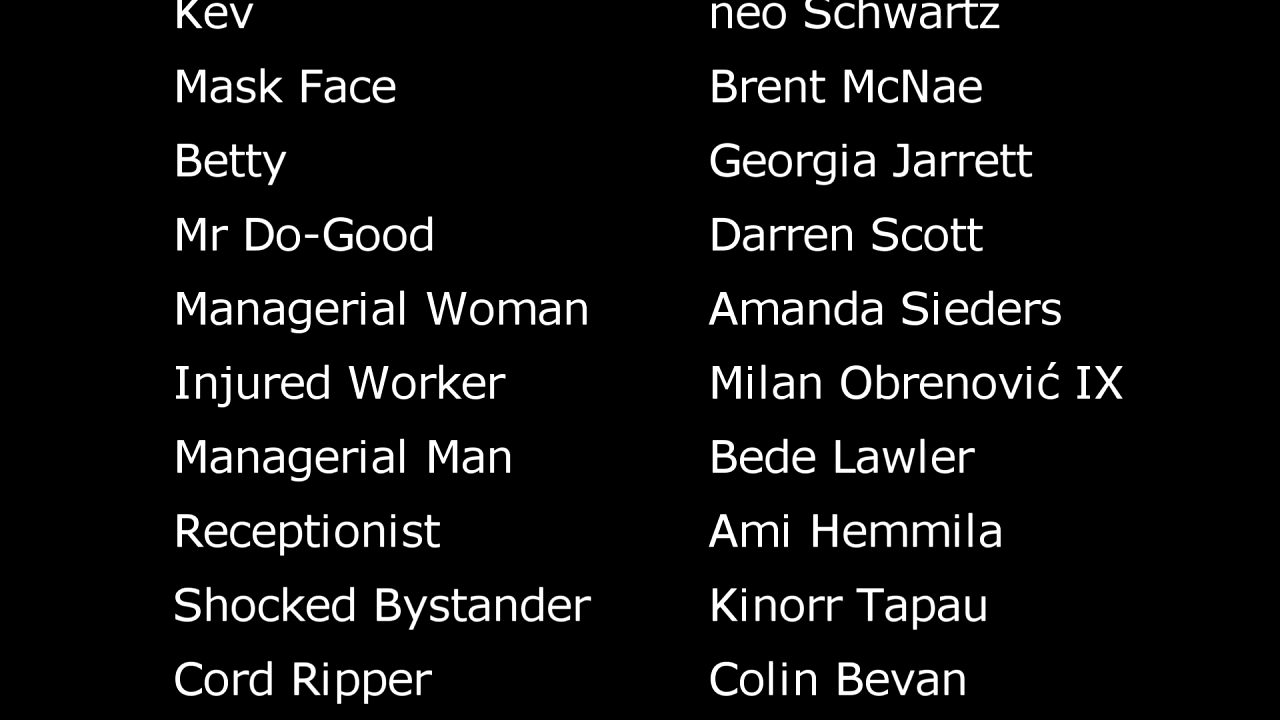 Kev neo Schwartz
Mask Face Brent McNae
Betty Georgia Jarrett
Mr Do-Good Darren Scott
Managerial Woman Amanda Sieders
Injured Worker Milan Obrenović IX
Managerial Man Bede Lawler
Receptionist Ami Hemmila
Shocked Bystander Kinorr Tapau
Cord Ripper Colin Bevan